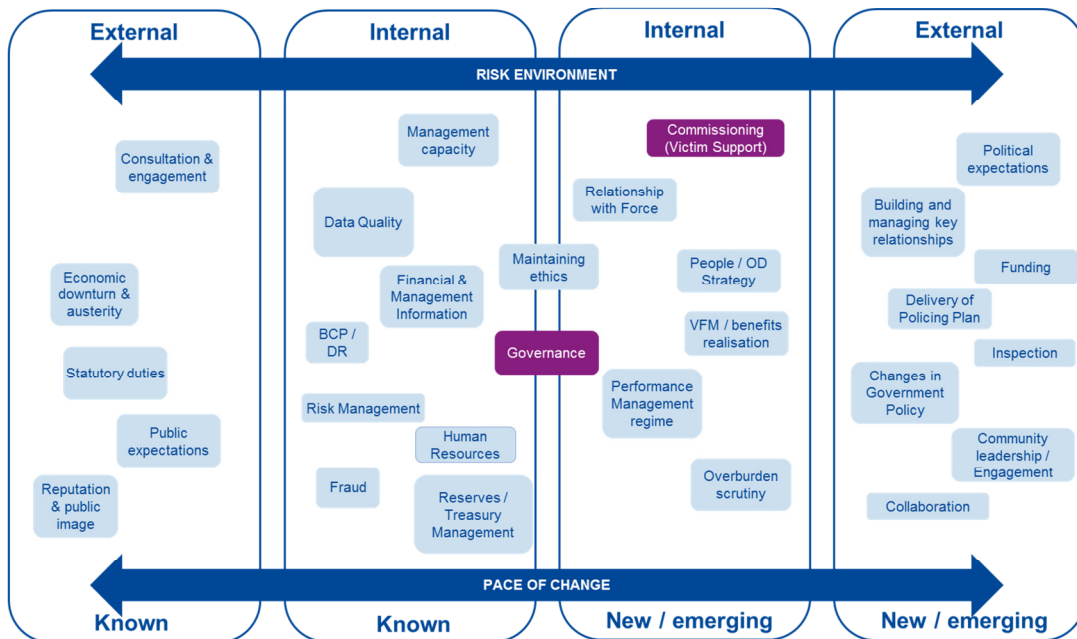 External
Internal
Internal
External
RISK ENVIRONMENT
Consultation &
engagement
Economic
downturn &
austerity
Statutory duties
Public
expectations
Reputation
& public
image
Management
capacity
Data Quality
Financial &
Management
Information
BCP /
DR
Risk Management
Human
Resources
Fraud
Reserves /
Treasury
Management
Maintaining
ethics
Governance
Commissioning
(Victim Support)
Relationship
with Force
People / OD
Strategy
VFM / benefits
realisation
Performance
Management
regime
Overburden
scrutiny
Political
expectations
Building and
managing key
relationships
Funding
Delivery of
Policing Plan
Inspection
Changes in
Government
Policy
Community
leadership /
Engagement
Collaboration
PACE OF CHANGE
Known
Known
New / emerging
New / emerging